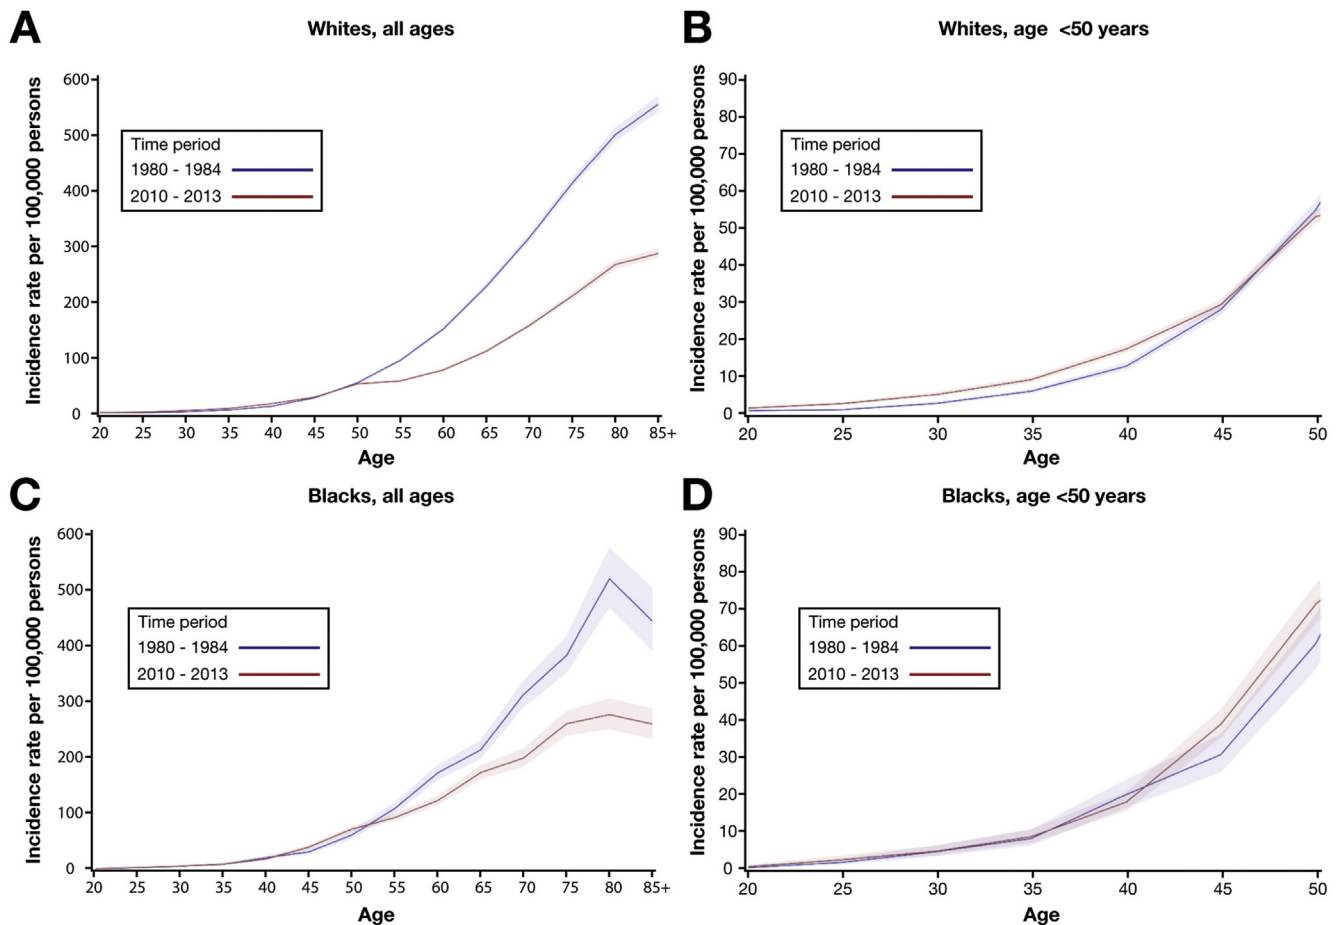 A
Whites, all ages
Incidence rate per 100,000 persons
600
500
400
300
200
100
0
Time period
1980 - 1984
2010 - 2013
20 25 30 35 40 45 50 55 60 65 70 75 80 85+
Age
B
Whites, age <50 years
Incidence rate per 100,000 persons
90
80
70
60
50
40
30
20
10
0
Time period
1980 - 1984
2010 - 2013
20 25 30 35 40 45 50
Age
C
Blacks, all ages
Incidence rate per 100,000 persons
600
500
400
300
200
100
0
Time period
1980 - 1984
2010 - 2013
20 25 30 35 40 45 50 55 60 65 70 75 80 85+
Age
D
Blacks, age <50 years
Incidence rate per 100,000 persons
90
80
70
60
50
40
30
20
10
0
Time period
1980 - 1984
2010 - 2013
20 25 30 35 40 45 50
Age